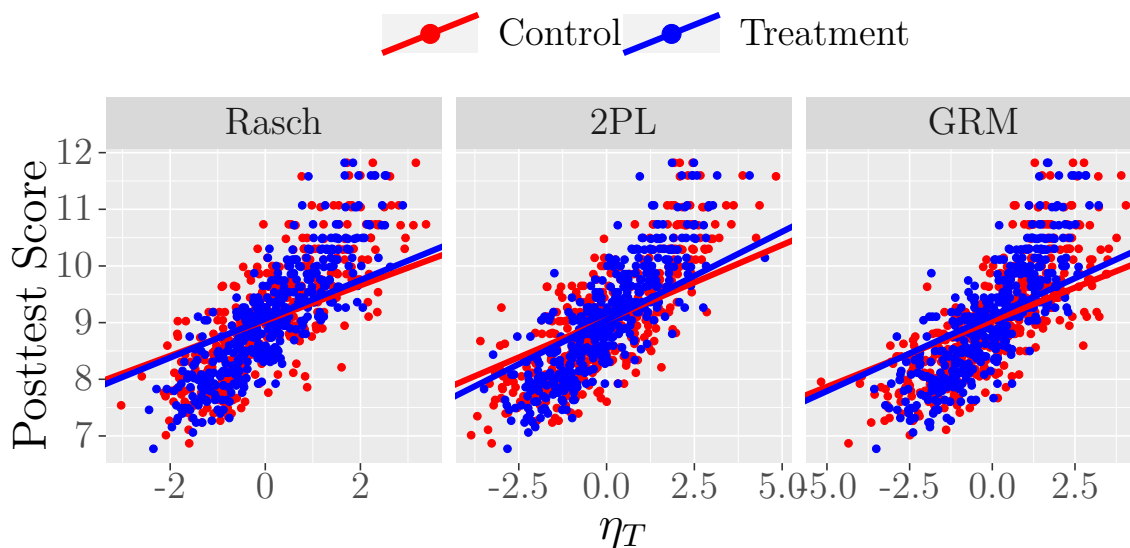 Control Treatment
Rasch 2PL GRM
Posttest Score
12
11
10
9
8
7
-2 0 2 -2.5 0.0 2.5 5.0 -5.0 -2.5 0.0 2.5
η_T